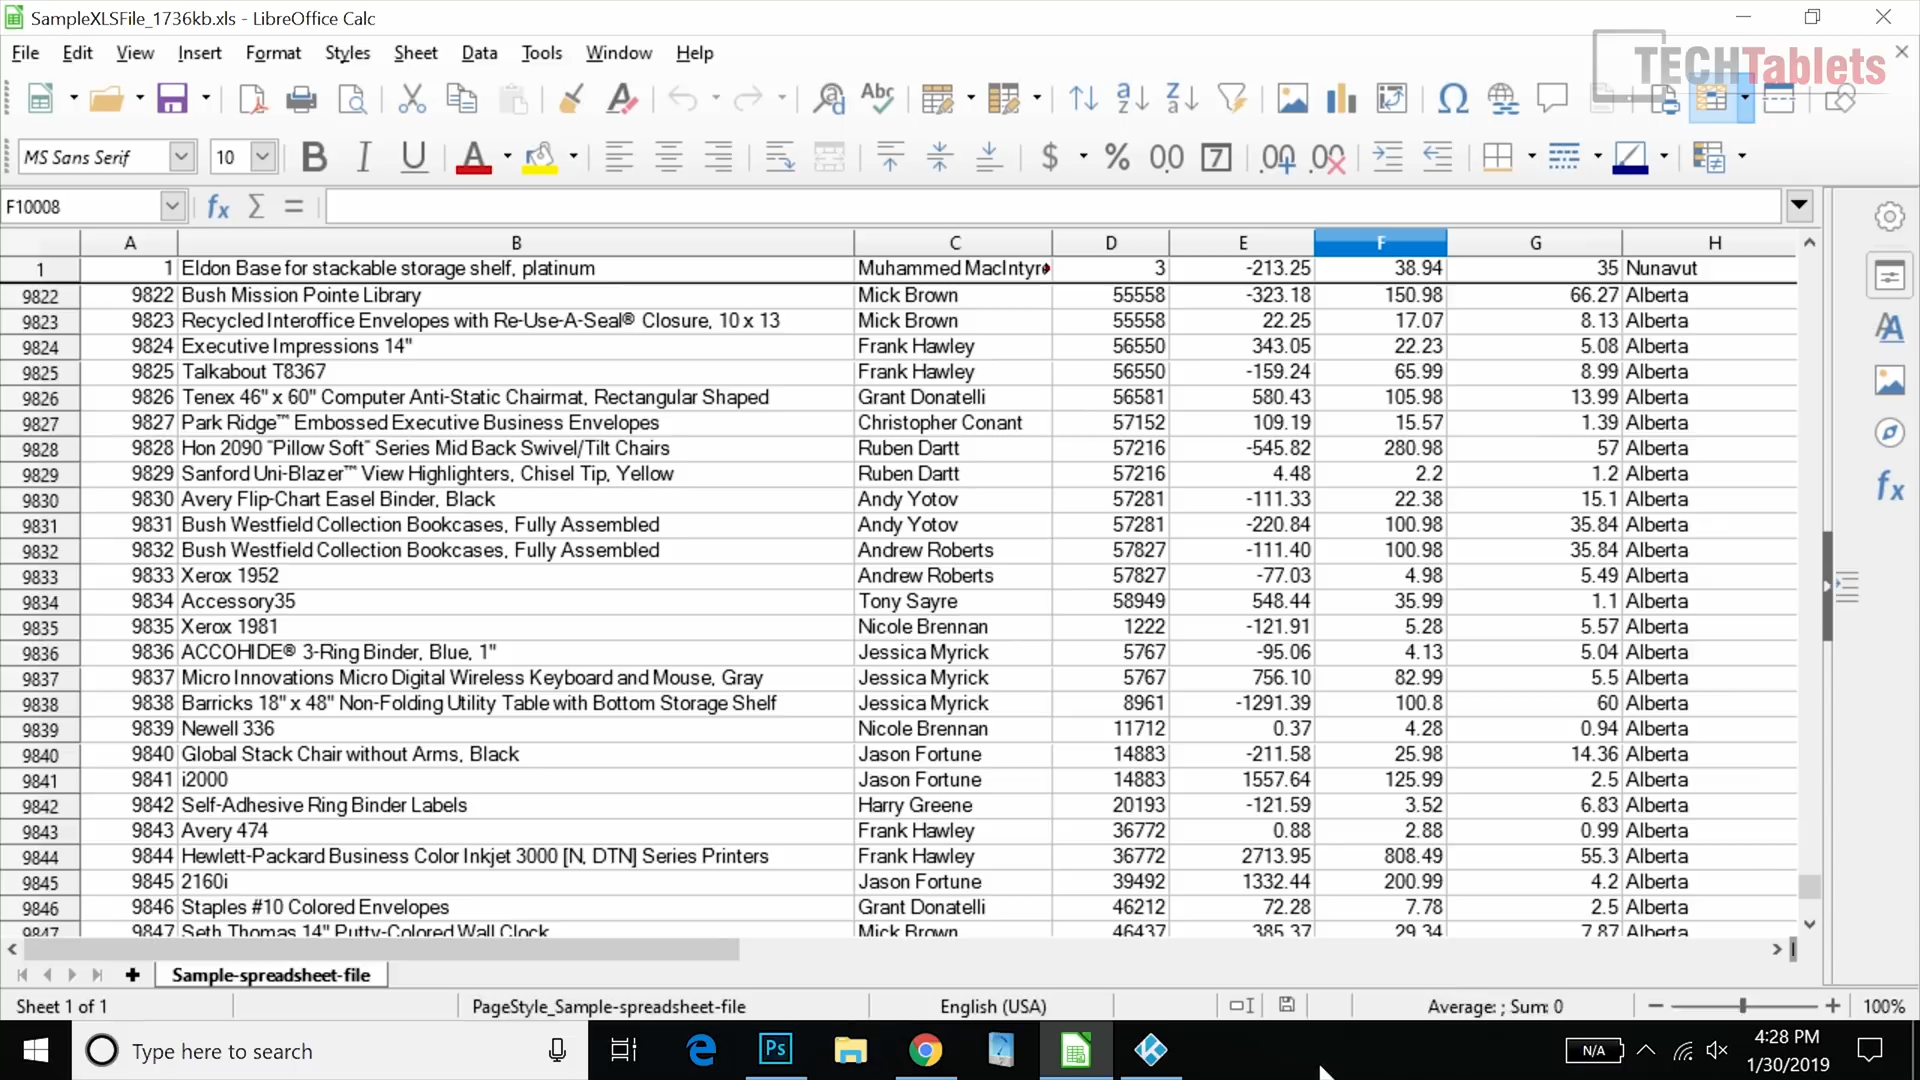 SampleXLSFile_1736kb.xls - LibreOffice Calc
File Edit View Insert Format Styles Sheet Data Tools Window Help
TECHTablets
Abc
MS Sans Serif 10 B I U A $ % 00 7 .00 .00
F10008 fx Σ =
A B C D E F G H
1 1 Eldon Base for stackable storage shelf, platinum Muhammed MacIntyre 3 -213.25 38.94 35 Nunavut
9822 9822 Bush Mission Pointe Library Mick Brown 55558 -323.18 150.98 66.27 Alberta
9823 9823 Recycled Interoffice Envelopes with Re-Use-A-Seal® Closure, 10 x 13 Mick Brown 55558 22.25 17.07 8.13 Alberta
9824 9824 Executive Impressions 14" Frank Hawley 56550 343.05 22.23 5.08 Alberta
9825 9825 Talkabout T8367 Frank Hawley 56550 -159.24 65.99 8.99 Alberta
9826 9826 Tenex 46" x 60" Computer Anti-Static Chairmat, Rectangular Shaped Grant Donatelli 56581 580.43 105.98 13.99 Alberta
9827 9827 Park Ridge™ Embossed Executive Business Envelopes Christopher Conant 57152 109.19 15.57 1.39 Alberta
9828 9828 Hon 2090 "Pillow Soft" Series Mid Back Swivel/Tilt Chairs Ruben Dartt 57216 -545.82 280.98 57 Alberta
9829 9829 Sanford Uni-Blazer™ View Highlighters, Chisel Tip, Yellow Ruben Dartt 57216 4.48 2.2 1.2 Alberta
9830 9830 Avery Flip-Chart Easel Binder, Black Andy Yotov 57281 -111.33 22.38 15.1 Alberta
9831 9831 Bush Westfield Collection Bookcases, Fully Assembled Andy Yotov 57281 -220.84 100.98 35.84 Alberta
9832 9832 Bush Westfield Collection Bookcases, Fully Assembled Andrew Roberts 57827 -111.40 100.98 35.84 Alberta
9833 9833 Xerox 1952 Andrew Roberts 57827 -77.03 4.98 5.49 Alberta
9834 9834 Accessory35 Tony Sayre 58949 548.44 35.99 1.1 Alberta
9835 9835 Xerox 1981 Nicole Brennan 1222 -121.91 5.28 5.57 Alberta
9836 9836 ACCOHIDE® 3-Ring Binder, Blue, 1" Jessica Myrick 5767 -95.06 4.13 5.04 Alberta
9837 9837 Micro Innovations Micro Digital Wireless Keyboard and Mouse, Gray Jessica Myrick 5767 756.10 82.99 5.5 Alberta
9838 9838 Barricks 18" x 48" Non-Folding Utility Table with Bottom Storage Shelf Jessica Myrick 8961 -1291.39 100.8 60 Alberta
9839 9839 Newell 336 Nicole Brennan 11712 0.37 4.28 0.94 Alberta
9840 9840 Global Stack Chair without Arms, Black Jason Fortune 14883 -211.58 25.98 14.36 Alberta
9841 9841 i2000 Jason Fortune 14883 1557.64 125.99 2.5 Alberta
9842 9842 Self-Adhesive Ring Binder Labels Harry Greene 20193 -121.59 3.52 6.83 Alberta
9843 9843 Avery 474 Frank Hawley 36772 0.88 2.88 0.99 Alberta
9844 9844 Hewlett-Packard Business Color Inkjet 3000 [N, DTN] Series Printers Frank Hawley 36772 2713.95 808.49 55.3 Alberta
9845 9845 2160i Jason Fortune 39492 1332.44 200.99 4.2 Alberta
9846 9846 Staples #10 Colored Envelopes Grant Donatelli 46212 72.28 7.78 2.5 Alberta
9847 9847 Seth Thomas 14" Putty-Colored Wall Clock Mick Brown 46437 385.37 29.34 7.87 Alberta
Sample-spreadsheet-file
Sheet 1 of 1 PageStyle_Sample-spreadsheet-file English (USA) Average: ; Sum: 0 100%
Type here to search Ps N/A 4:28 PM
1/30/2019